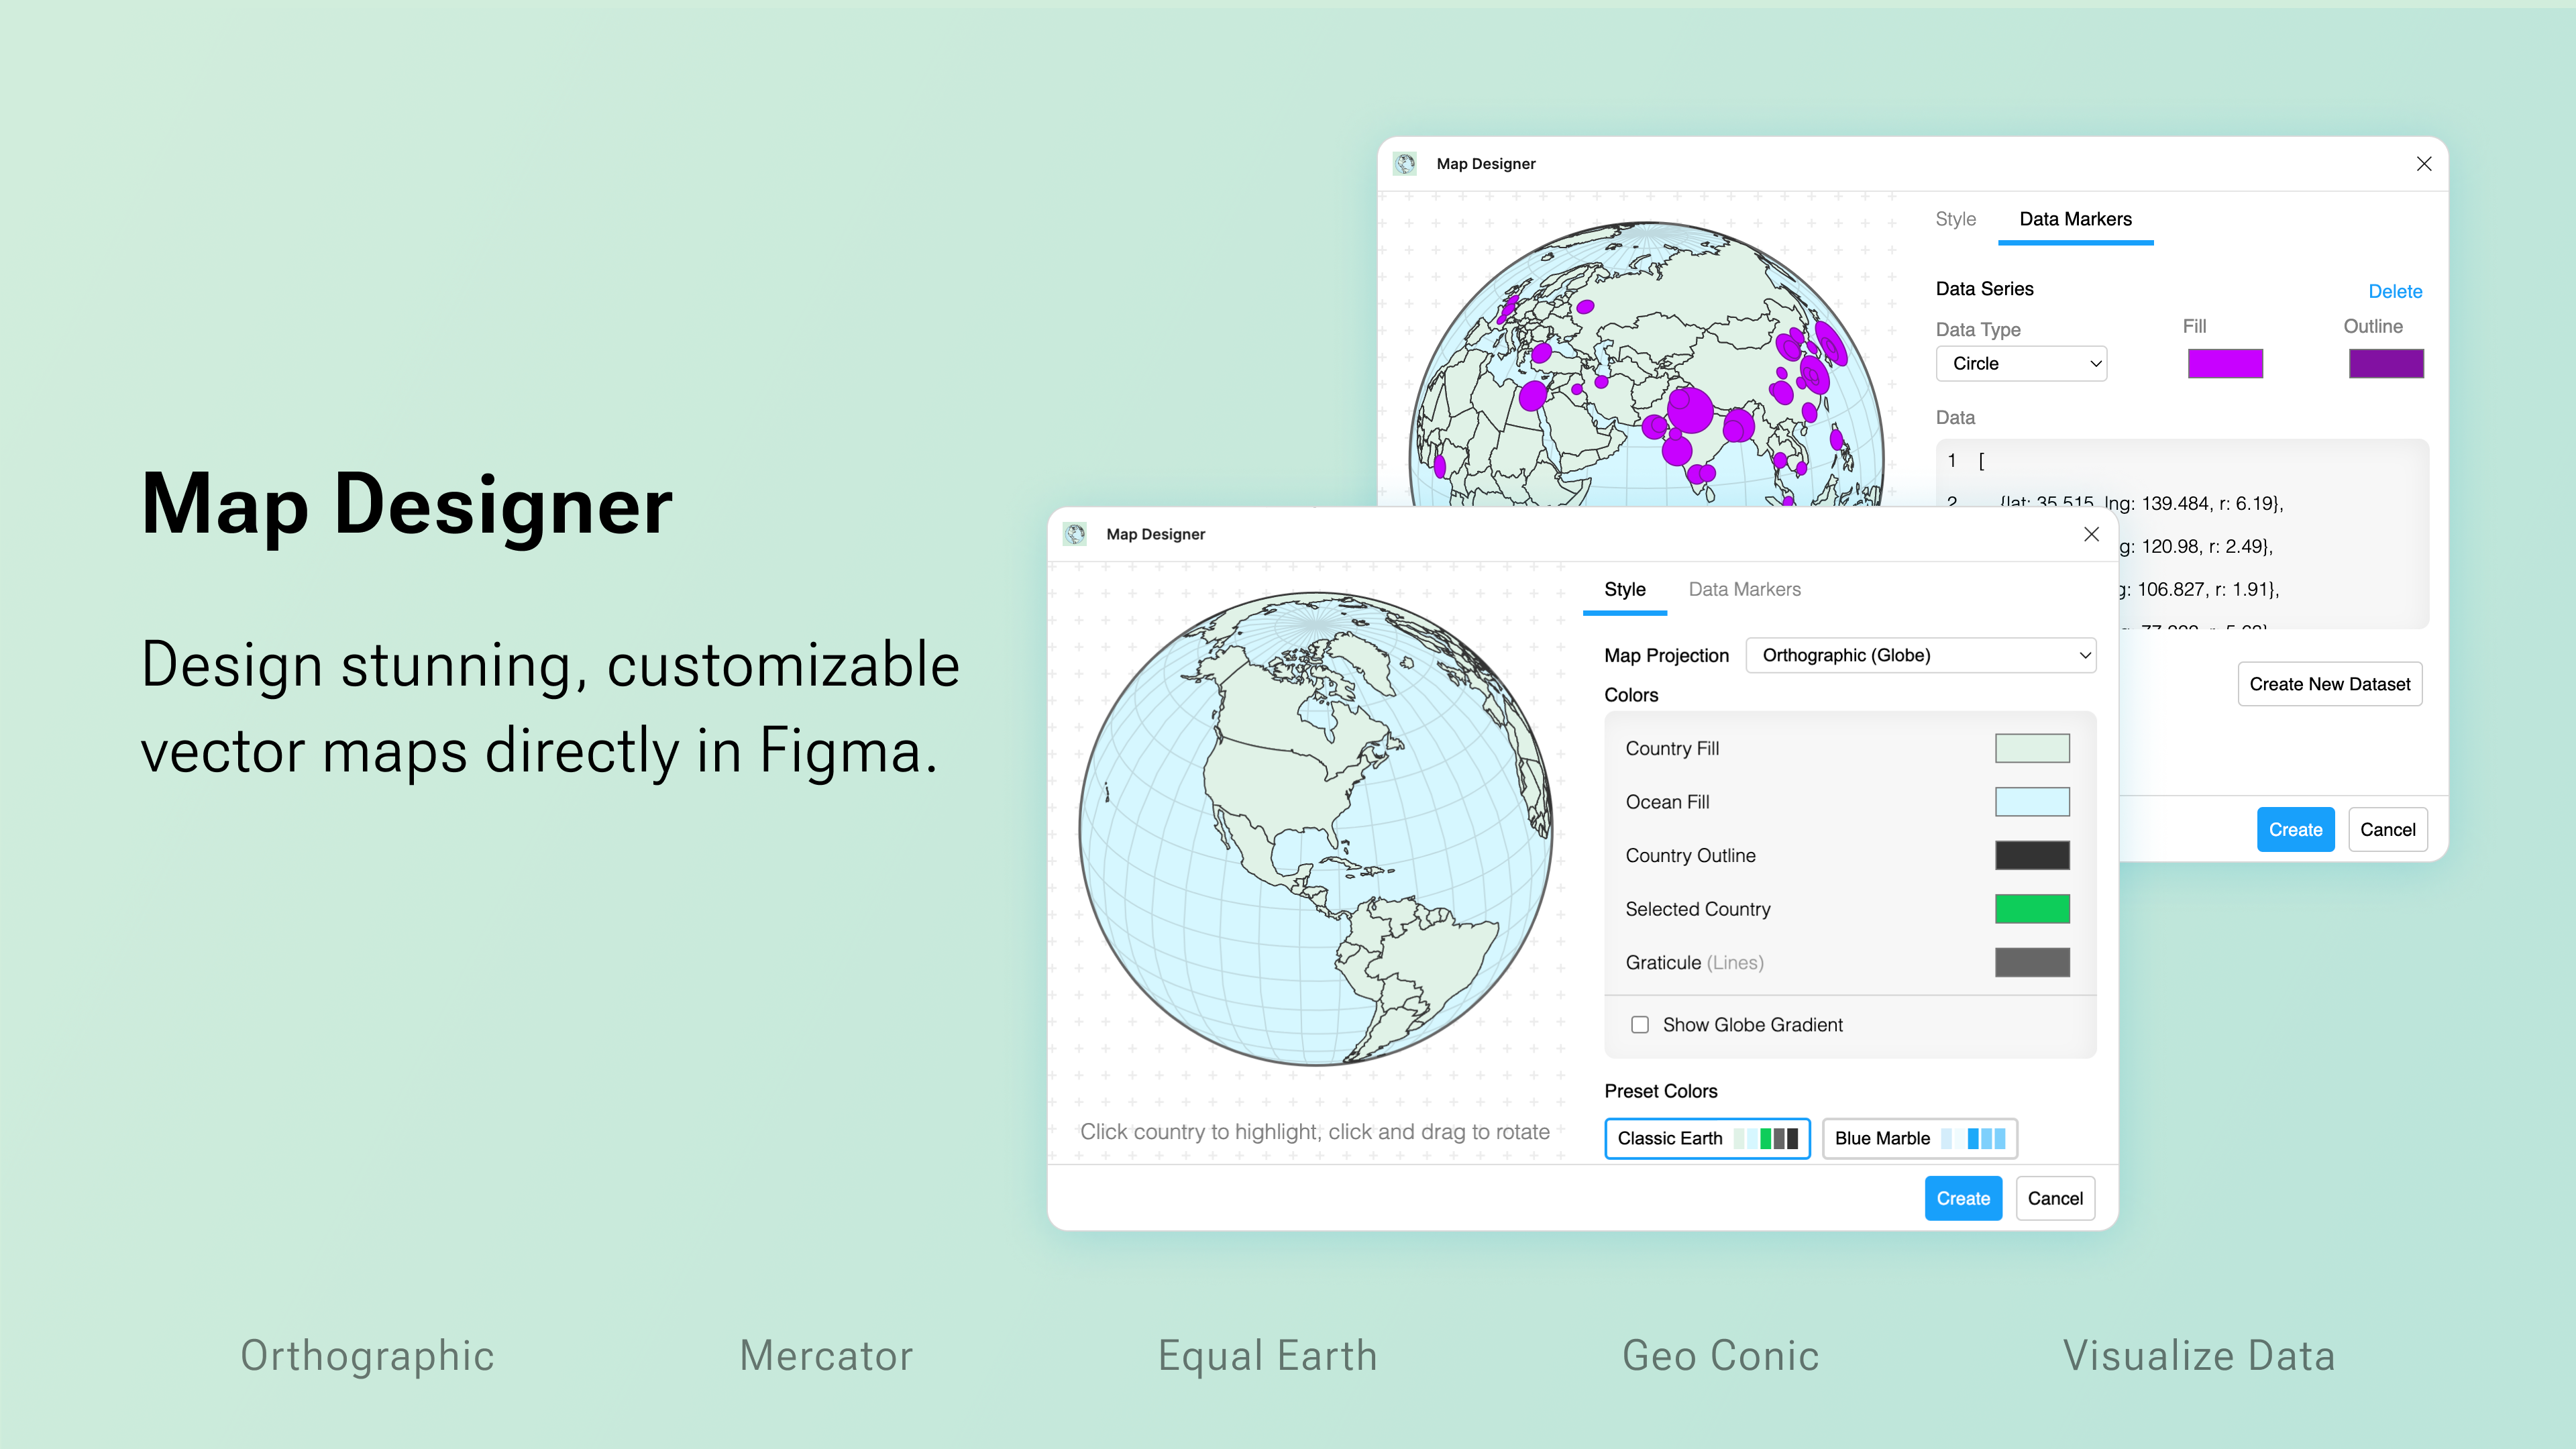 Map Designer
Design stunning, customizable
vector maps directly in Figma.
Map Designer
Style
Data Markers
Data Series
Delete
Data Type
Fill
Outline
Circle
Data
1 [
2 {lat: 35.515, lng: 139.484, r: 6.19},
120.98, r: 2.49},
106.827, r: 1.91},
Create New Dataset
Create
Cancel
Map Designer
Style
Data Markers
Map Projection
Orthographic (Globe)
Colors
Country Fill
Ocean Fill
Country Outline
Selected Country
Graticule (Lines)
Show Globe Gradient
Preset Colors
Classic Earth
Blue Marble
Click country to highlight, click and drag to rotate
Create
Cancel
Orthographic
Mercator
Equal Earth
Geo Conic
Visualize Data